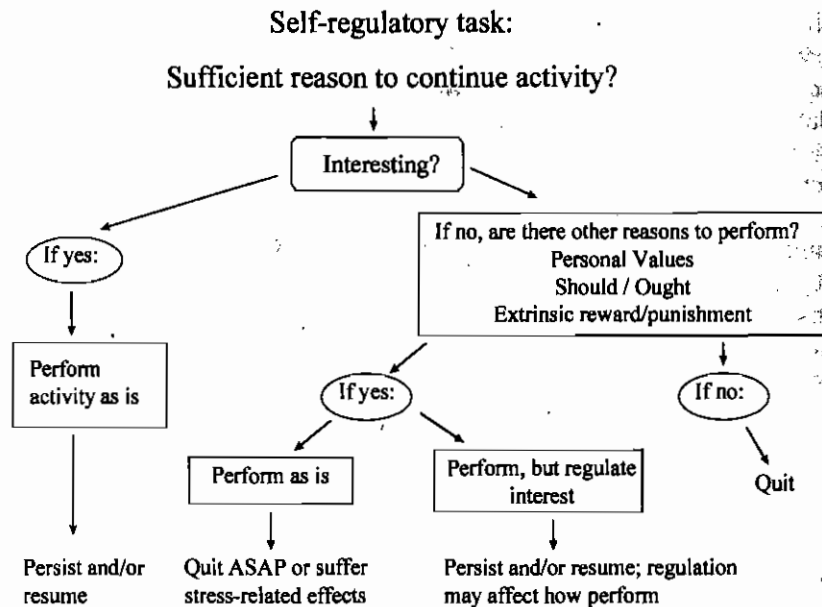 Self-regulatory task:
Sufficient reason to continue activity?
Interesting?
If yes:
If no, are there other reasons to perform?
Personal Values
Should / Ought
Extrinsic reward/punishment
Perform
activity as is
If yes:
If no:
Perform as is
Perform, but regulate
interest
Quit
Persist and/or
resume
Quit ASAP or suffer
stress-related effects
Persist and/or resume; regulation
may affect how perform